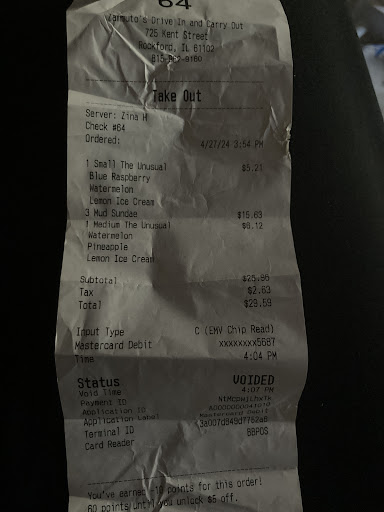 64
Zammuto's Drive In and Carry Out
725 Kent Street
Rockford, IL 61102
Take Out
Server: Zina M
Check #64
Ordered: 4/27/24 3:54 PM
1 Small The Unusual $5.21
Blue Raspberry
Watermelon
Lemon Ice Cream
3 Mud Sundae $15.63
1 Medium The Unusual $6.12
Watermelon
Pineapple
Lemon Ice Cream
Subtotal $26.96
Tax $2.63
Total $29.59
Input Type C (EMV Chip Read)
Mastercard Debit xxxxxxxx5687
Time 4:04 PM
Status VOIDED
Void Time 4:07 PM
Payment ID
Application ID
Application Label Mastercard Debit
Terminal ID
Card Reader BBPOS
You've earned -10 points for this order!
60 points until you unlock $5 off.